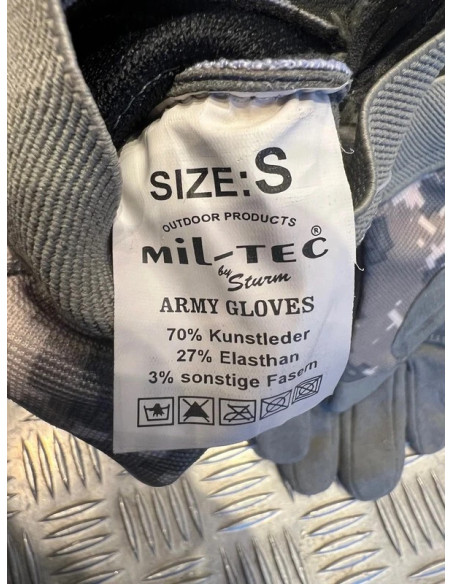 SIZE: S
OUTDOOR PRODUCTS
MiL-TEC®
by Sturm
ARMY GLOVES
70% Kunstleder
27% Elasthan
3% sonstige Fasern